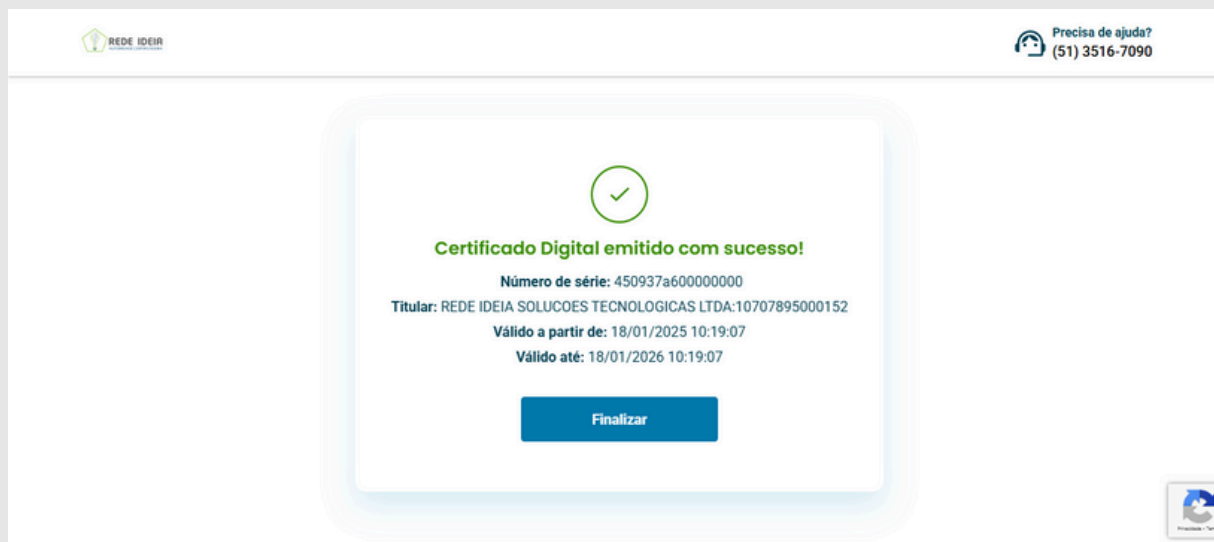 REDE IDEIA
Precisa de ajuda?
(51) 3516-7090
Certificado Digital emitido com sucesso!
Número de série: 450937a600000000
Titular: REDE IDEIA SOLUCOES TECNOLOGICAS LTDA:10707895000152
Válido a partir de: 18/01/2025 10:19:07
Válido até: 18/01/2026 10:19:07
Finalizar